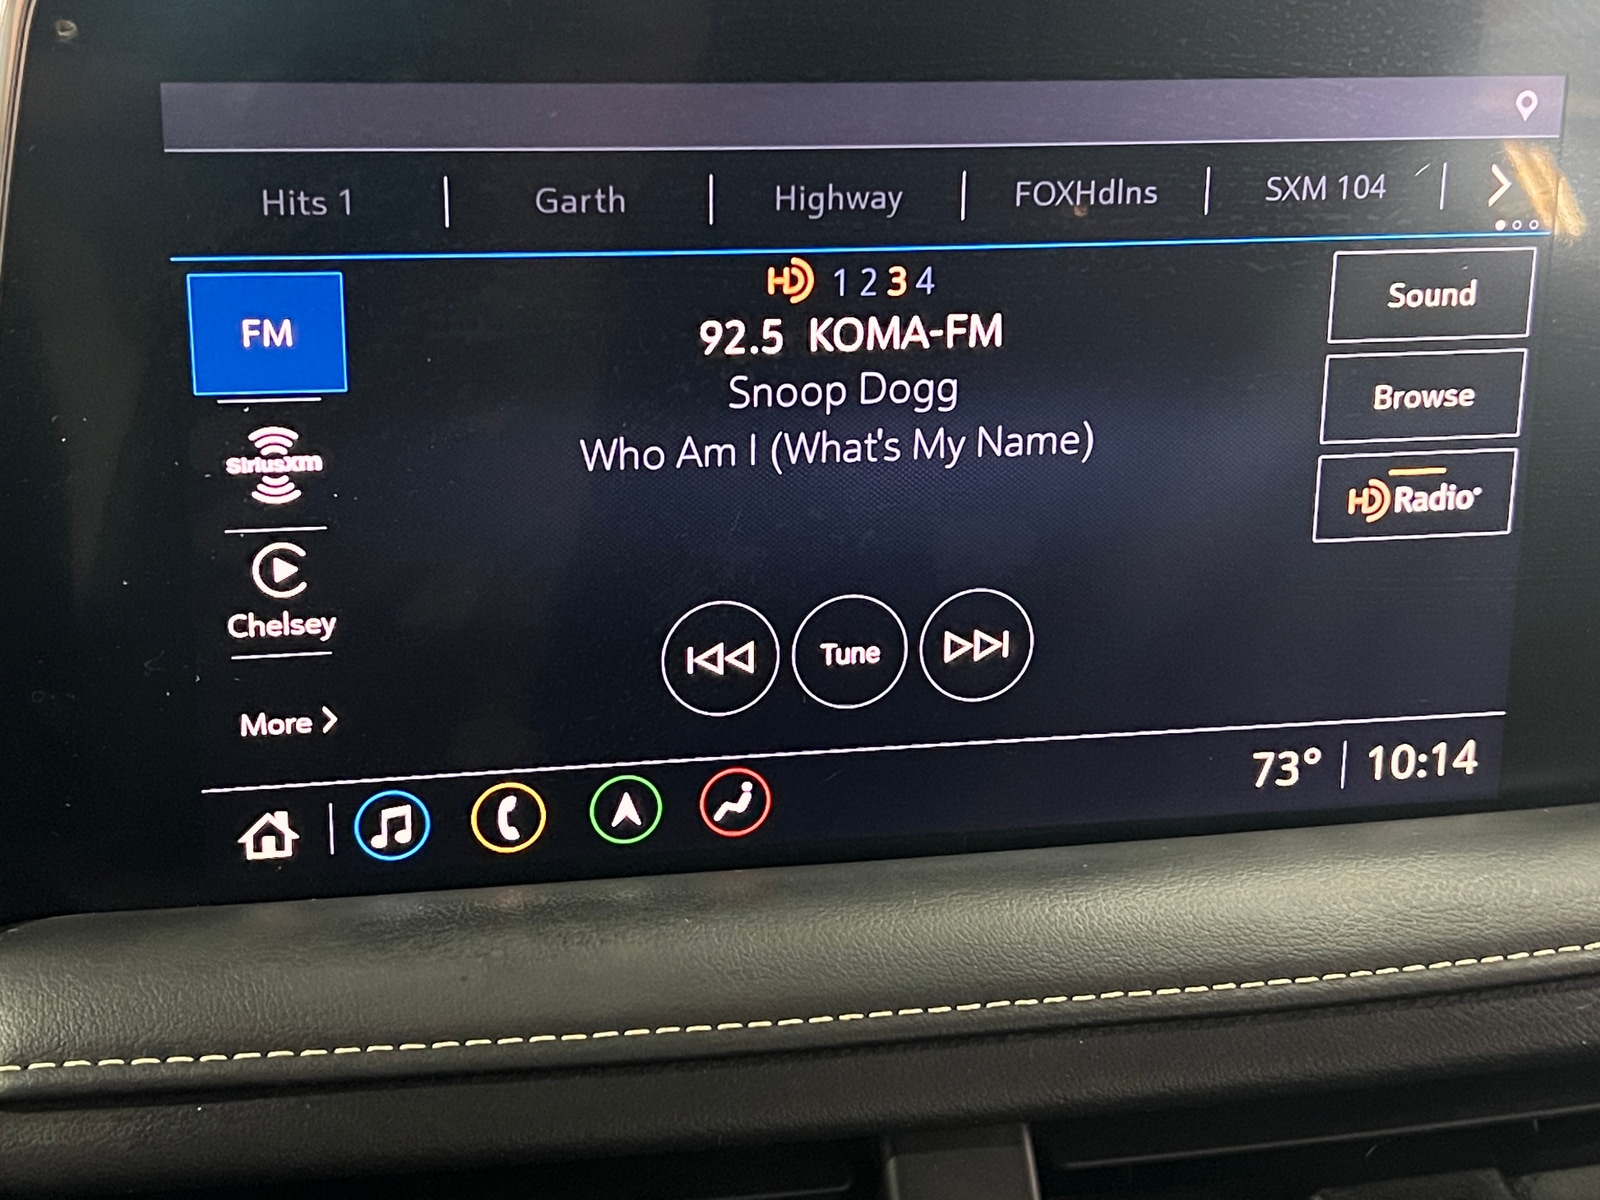 Hits 1 | Garth | Highway | FOXHdlns | SXM 104
FM
HD 1 2 3 4
92.5 KOMA-FM
Snoop Dogg
Who Am I (What's My Name)
Sound
Browse
HD Radio
SiriusXm
Chelsey
More
Tune
73° | 10:14